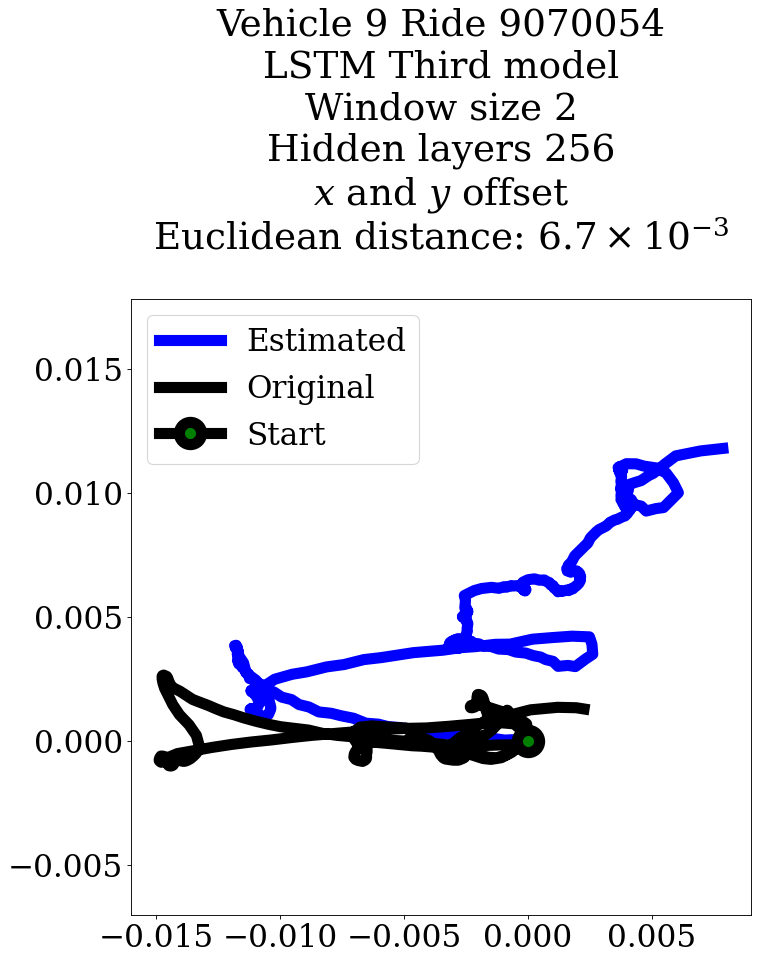 Vehicle 9 Ride 9070054
LSTM Third model
Window size 2
Hidden layers 256
x and y offset
Euclidean distance: 6.7 × 10⁻³
Estimated
Original
Start
0.015
0.010
0.005
0.000
−0.005
−0.015 −0.010 −0.005 0.000 0.005